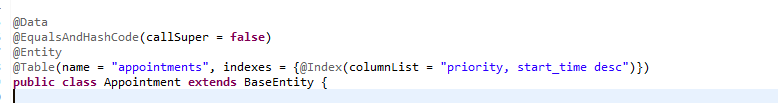 @Data
@EqualsAndHashCode(callSuper = false)
@Entity
@Table(name = "appointments", indexes = {@Index(columnList = "priority, start_time desc")})
public class Appointment extends BaseEntity {